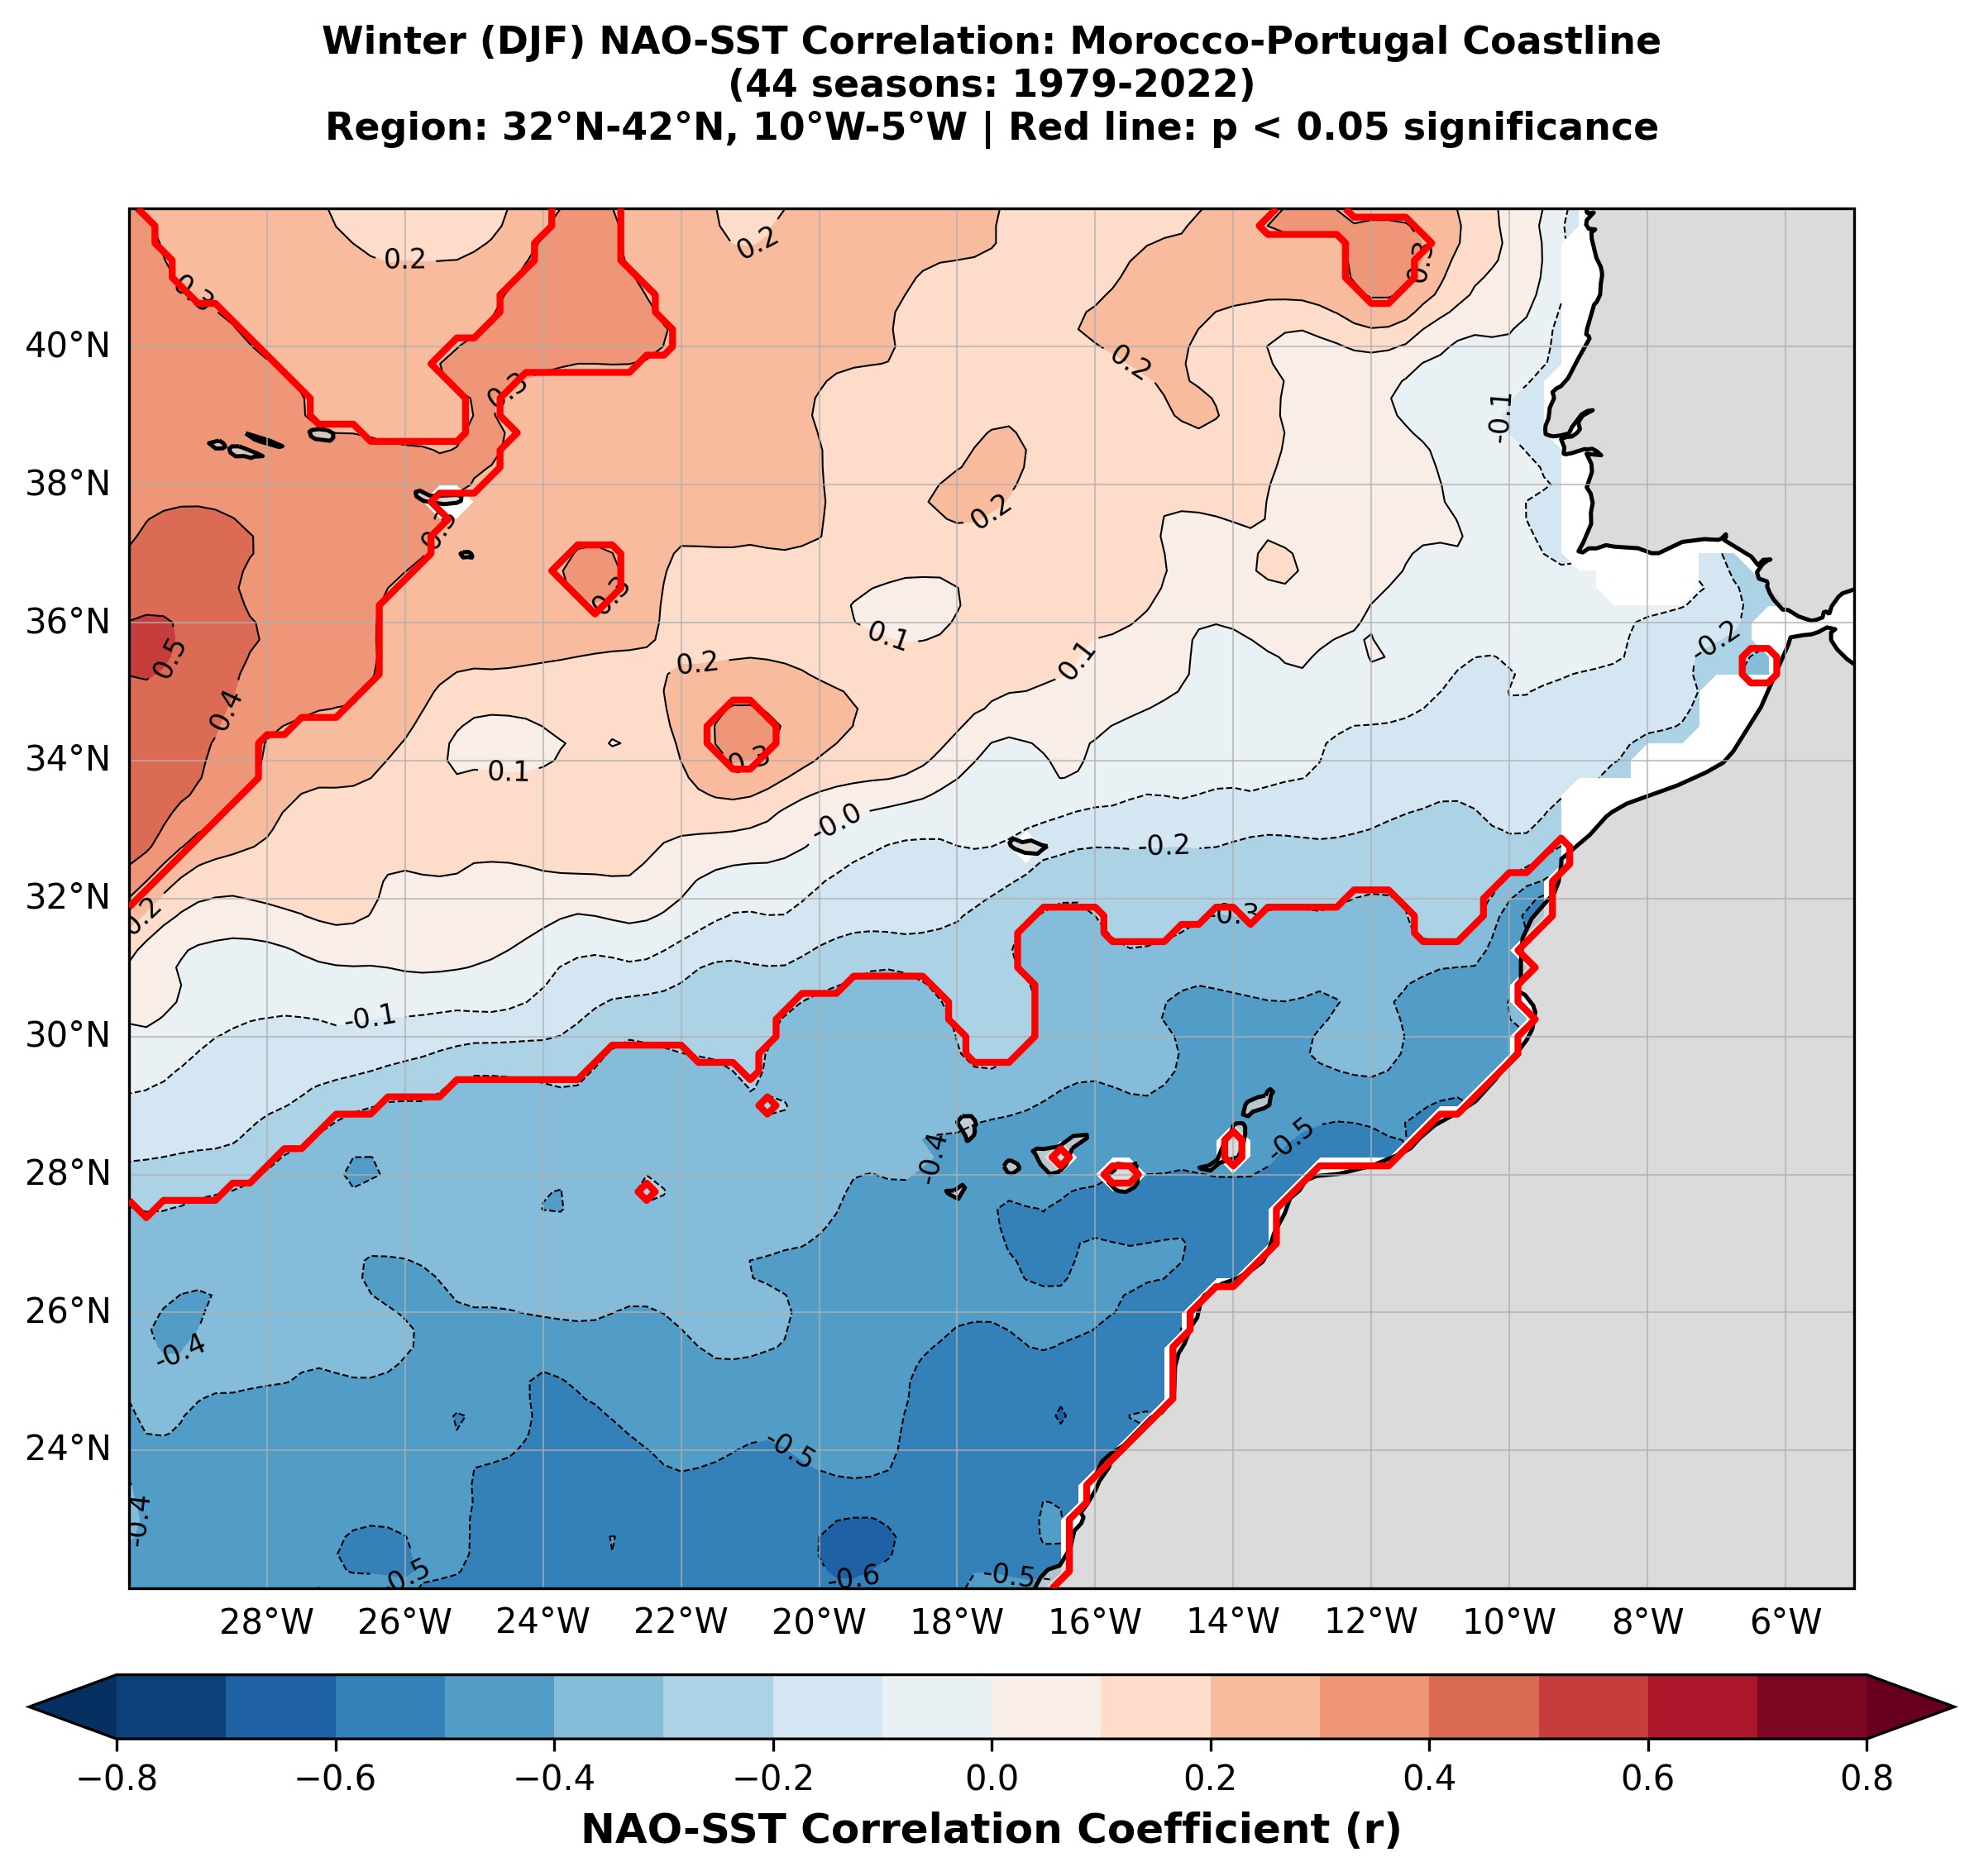 Winter (DJF) NAO-SST Correlation: Morocco-Portugal Coastline
(44 seasons: 1979-2022)
Region: 32°N-42°N, 10°W-5°W | Red line: p < 0.05 significance
0.2
0.2
0.3
0.3
40°N
0.2
0.3
-0.1
38°N
0.2
0.3
0.3
36°N
0.1
-0.2
0.5
0.2
0.1
0.4
34°N
0.3
0.1
-0.0
-0.2
32°N
0.2
-0.3
-0.1
30°N
-0.5
-0.4
28°N
26°N
-0.4
24°N
-0.5
-0.4
-0.5
-0.6
-0.5
28°W 26°W 24°W 22°W 20°W 18°W 16°W 14°W 12°W 10°W 8°W 6°W
−0.8 −0.6 −0.4 −0.2 0.0 0.2 0.4 0.6 0.8
NAO-SST Correlation Coefficient (r)